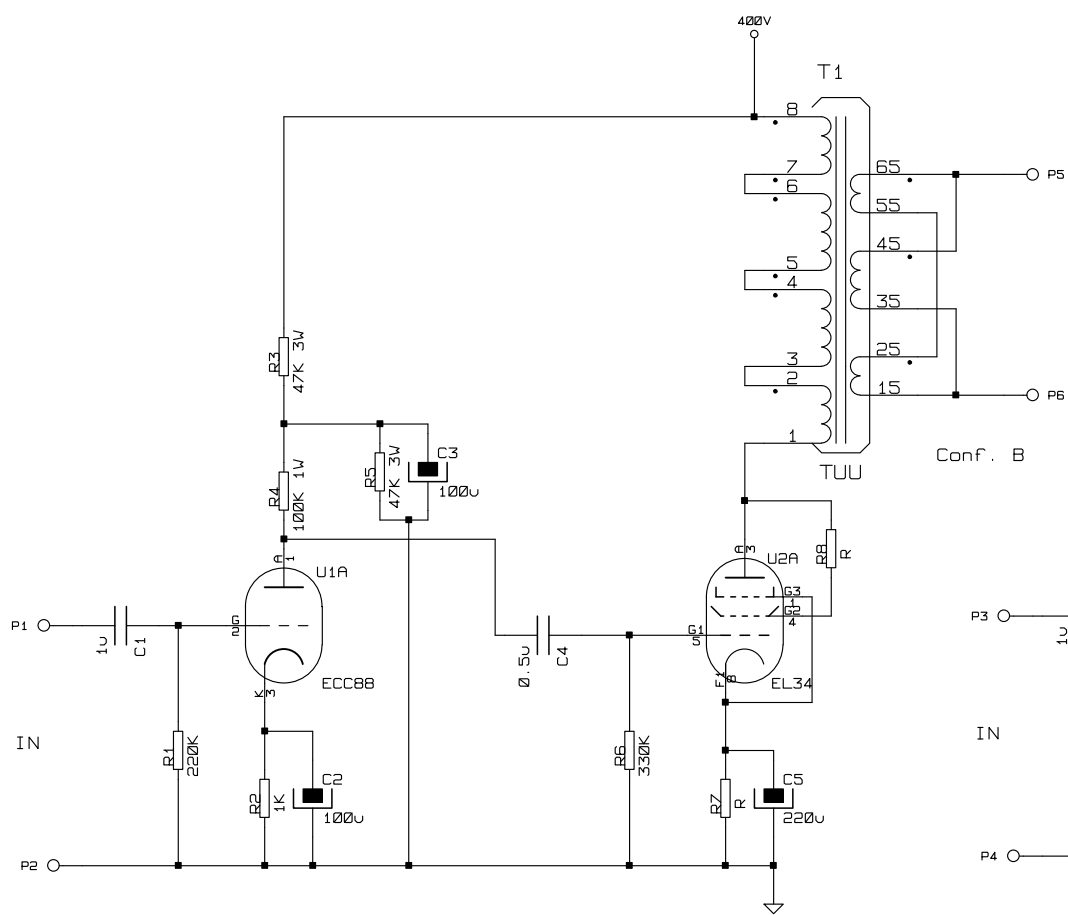 400V
T1
8
7
6
5
4
3
2
1
65
55
45
35
25
15
P5
P6
TUU
Conf. B
R3
47K 3W
R4
100K 1W
R5
47K 3W
C3
100u
A
1
U1A
G
2
K
3
ECC88
P1
1u
C1
IN
R1
220K
R2
1K
C2
100u
P2
0.5u
C4
R6
330K
A
3
U2A
G3
1
G2
4
G1
5
F1
8
EL34
R8
R
R7
R
C5
220u
P3
1u
IN
P4